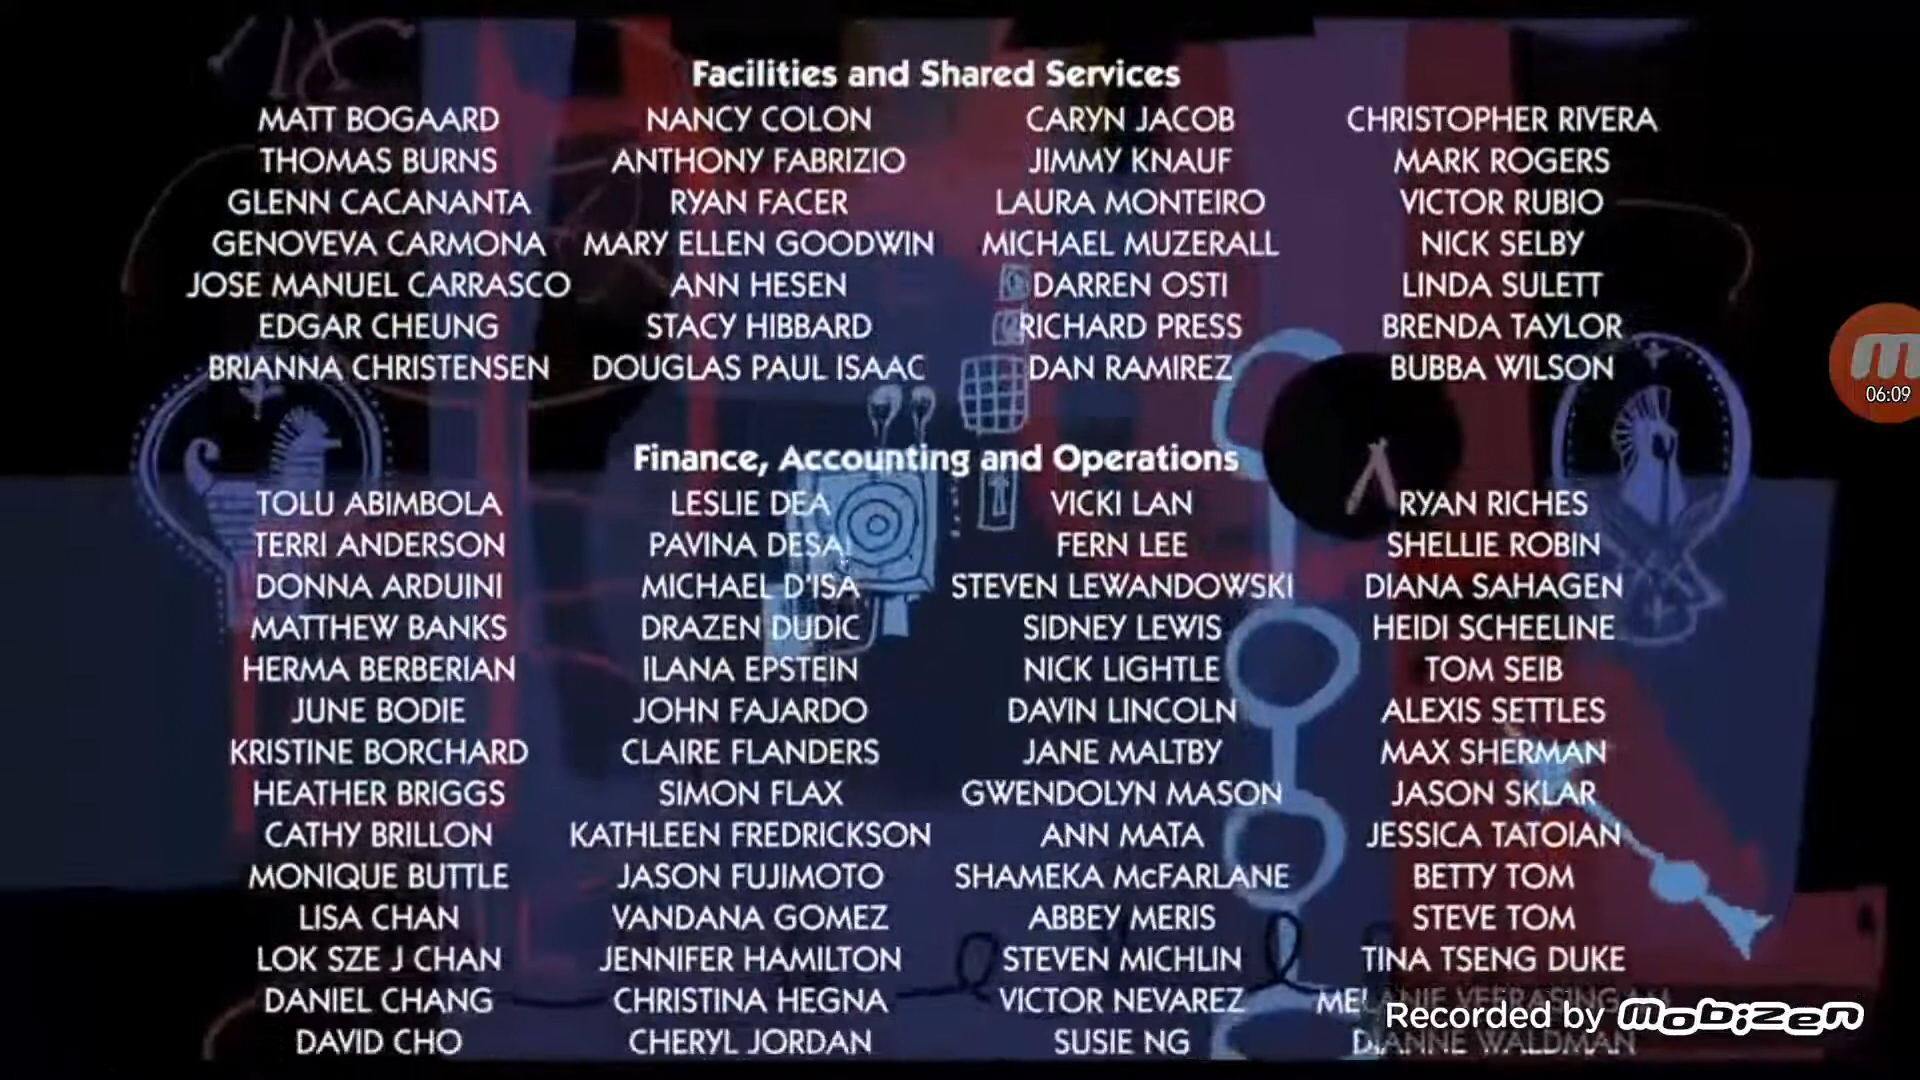 Facilities and Shared Services
MATT BOGAARD NANCY COLON CARYN JACOB CHRISTOPHER RIVERA
THOMAS BURNS ANTHONY FABRIZIO JIMMY KNAUF MARK ROGERS
GLENN CACANANTA RYAN FACER LAURA MONTEIRO VICTOR RUBIO
GENOVEVA CARMONA MARY ELLEN GOODWIN MICHAEL MUZERALL NICK SELBY
JOSE MANUEL CARRASCO ANN HESEN DARREN OSTI LINDA SULETT
EDGAR CHEUNG STACY HIBBARD RICHARD PRESS BRENDA TAYLOR
BRIANNA CHRISTENSEN DOUGLAS PAUL ISAAC DAN RAMIREZ BUBBA WILSON
06:09
Finance, Accounting and Operations
TOLU ABIMBOLA LESLIE DEA VICKI LAN RYAN RICHES
TERRI ANDERSON PAVINA DESAI FERN LEE SHELLIE ROBIN
DONNA ARDUINI MICHAEL D'ISA STEVEN LEWANDOWSKI DIANA SAHAGEN
MATTHEW BANKS DRAZEN DUDIC SIDNEY LEWIS HEIDI SCHEELINE
HERMA BERBERIAN ILANA EPSTEIN NICK LIGHTLE TOM SEIB
JUNE BODIE JOHN FAJARDO DAVIN LINCOLN ALEXIS SETTLES
KRISTINE BORCHARD CLAIRE FLANDERS JANE MALTBY MAX SHERMAN
HEATHER BRIGGS SIMON FLAX GWENDOLYN MASON JASON SKLAR
CATHY BRILLON KATHLEEN FREDRICKSON ANN MATA JESSICA TATOIAN
MONIQUE BUTTLE JASON FUJIMOTO SHAMEKA McFARLANE BETTY TOM
LISA CHAN VANDANA GOMEZ ABBEY MERIS STEVE TOM
LOK SZE J CHAN JENNIFER HAMILTON STEVEN MICHLIN TINA TSENG DUKE
DANIEL CHANG CHRISTINA HEGNA VICTOR NEVAREZ MELANIE VEERASINGAM
DAVID CHO CHERYL JORDAN SUSIE NG DIANNE WALDMAN
Recorded by mobizen